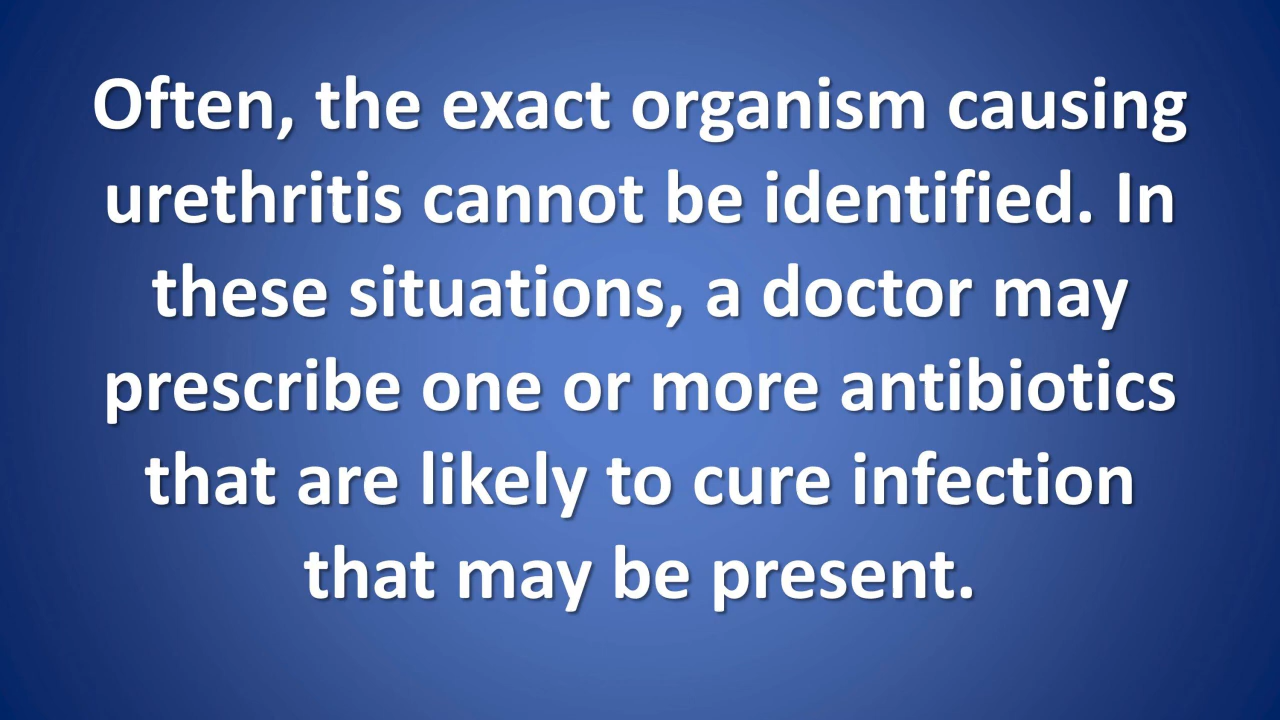 Often, the exact organism causing
urethritis cannot be identified. In
these situations, a doctor may
prescribe one or more antibiotics
that are likely to cure infection
that may be present.